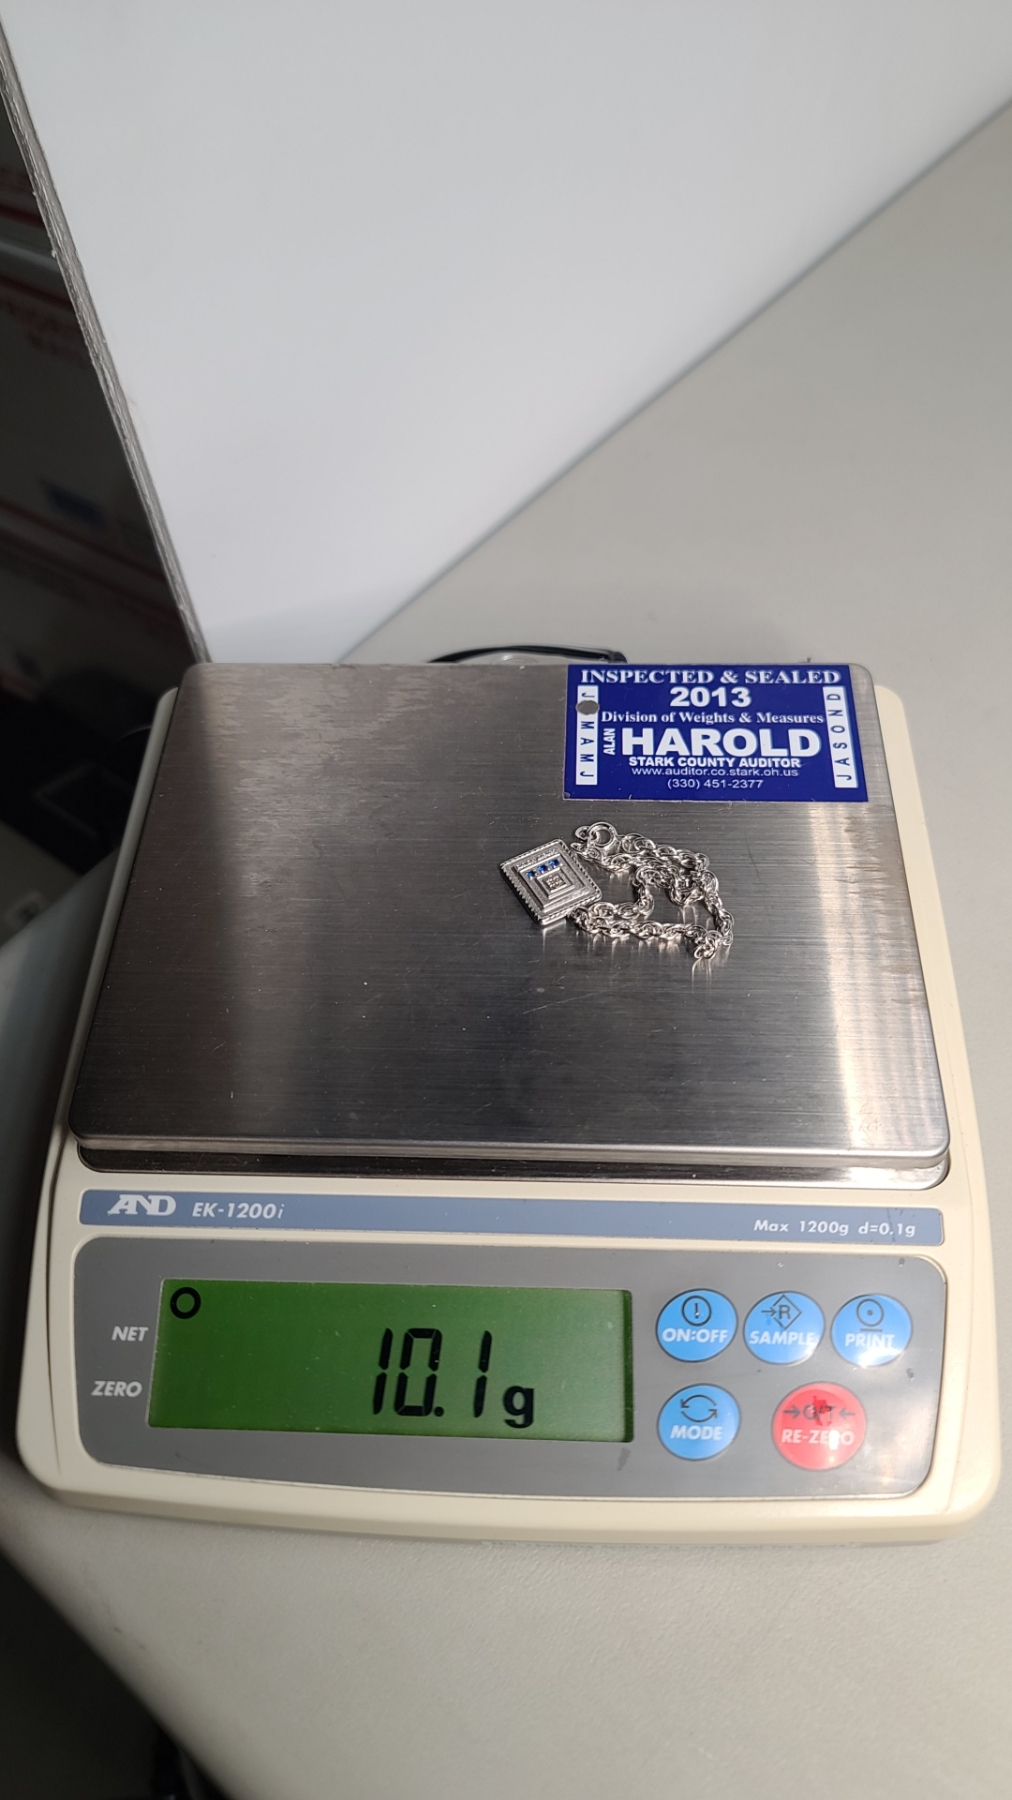 INSPECTED & SEALED
2013
Division of Weights & Measures
ALAN
HAROLD
STARK COUNTY AUDITOR
www.auditor.co.stark.oh.us
(330) 451-2377
J
M A M J
J A S O N D
AND EK-1200i
Max 1200g d=0.1g
NET
ZERO
10.1g
ON:OFF
R
SAMPLE
PRINT
MODE
RE-ZERO